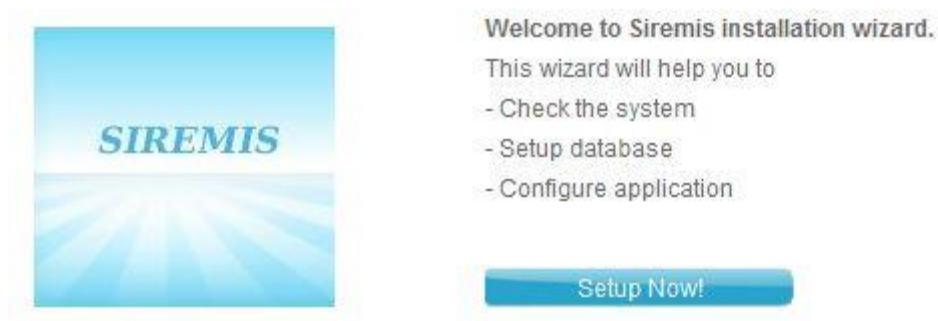 SIREMIS
Welcome to Siremis installation wizard.
This wizard will help you to
- Check the system
- Setup database
- Configure application
Setup Now!